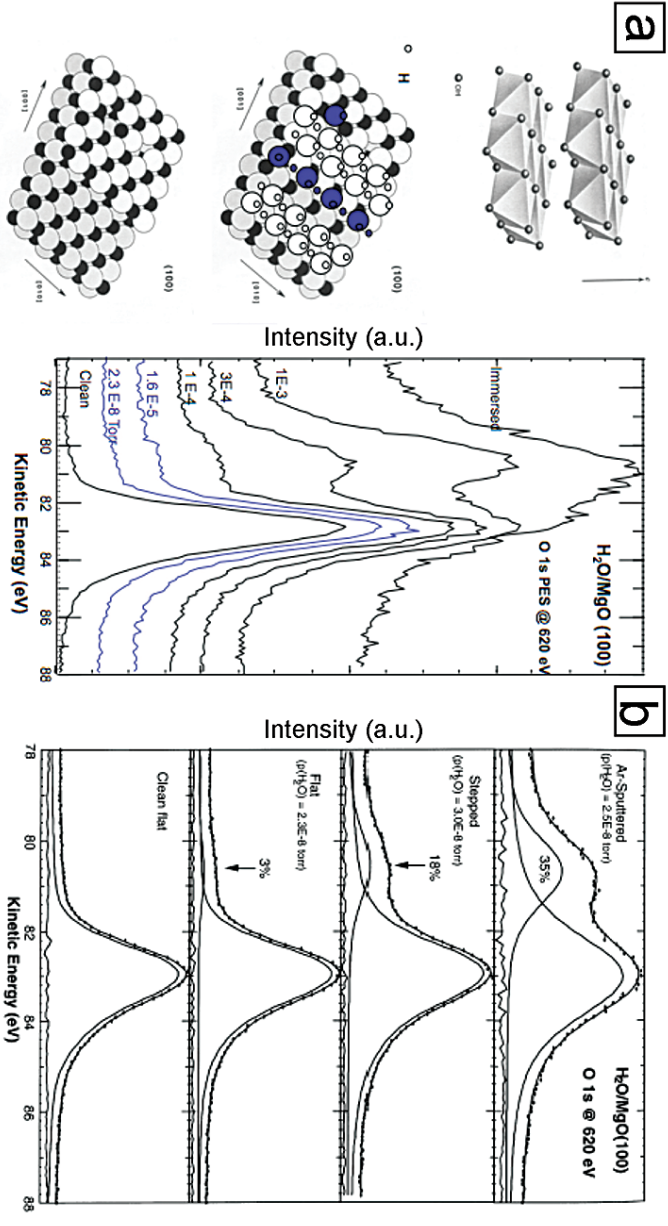 a
OH
c
H
[001]
(100)
[010]
[001]
(100)
[010]
Intensity (a.u.)
H₂O/MgO (100)
O 1s PES @ 620 eV
Immersed
1E-3
3E-4
1 E-4
1.6 E-5
2.3 E-8 Torr
Clean
78
80
82
84
86
88
Kinetic Energy (eV)
b
Intensity (a.u.)
H₂O/MgO(100)
O 1s @ 620 eV
Ar-Sputtered
(p(H₂O) = 2.5E-8 torr)
35%
Stepped
(p(H₂O) = 3.0E-8 torr)
18%
Flat
(p(H₂O) = 2.3E-8 torr)
3%
Clean flat
78
80
82
84
86
88
Kinetic Energy (eV)